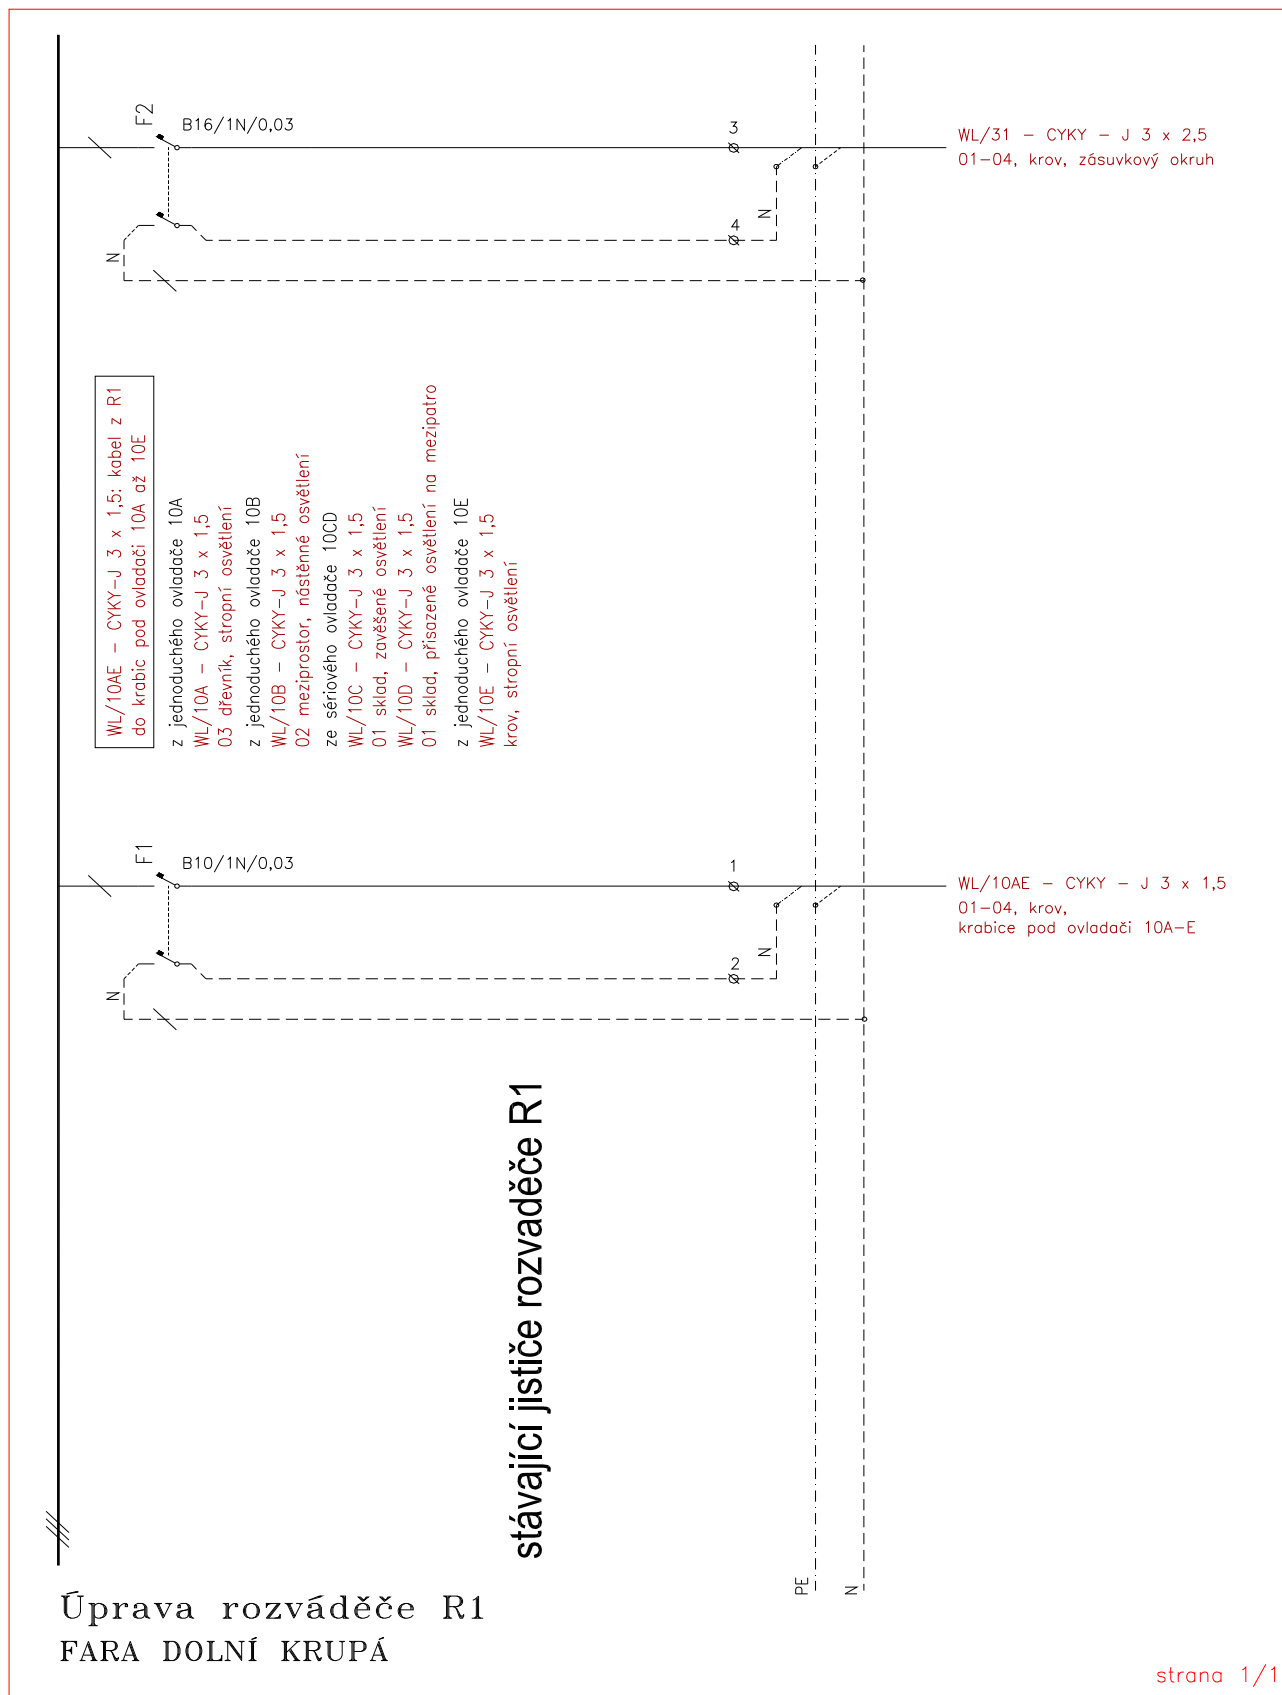 F2
B16/1N/0,03
3
WL/31 – CYKY – J 3 x 2,5
01–04, krov, zásuvkový okruh
N
4
N
WL/10AE – CYKY–J 3 x 1,5: kabel z R1
do krabic pod ovladači 10A až 10E
z jednoduchého ovladače 10A
WL/10A – CYKY–J 3 x 1,5
03 dřevník, stropní osvětlení
z jednoduchého ovladače 10B
WL/10B – CYKY–J 3 x 1,5
02 meziprostor, nástěnné osvětlení
ze sériového ovladače 10CD
WL/10C – CYKY–J 3 x 1,5
01 sklad, zavěšené osvětlení
WL/10D – CYKY–J 3 x 1,5
01 sklad, přisazené osvětlení na mezipatro
z jednoduchého ovladače 10E
WL/10E – CYKY–J 3 x 1,5
krov, stropní osvětlení
F1
B10/1N/0,03
1
WL/10AE – CYKY – J 3 x 1,5
01–04, krov,
krabice pod ovladači 10A–E
N
2
N
stávající jističe rozvaděče R1
PE
N
Úprava rozváděče R1
FARA DOLNÍ KRUPÁ
strana 1/1